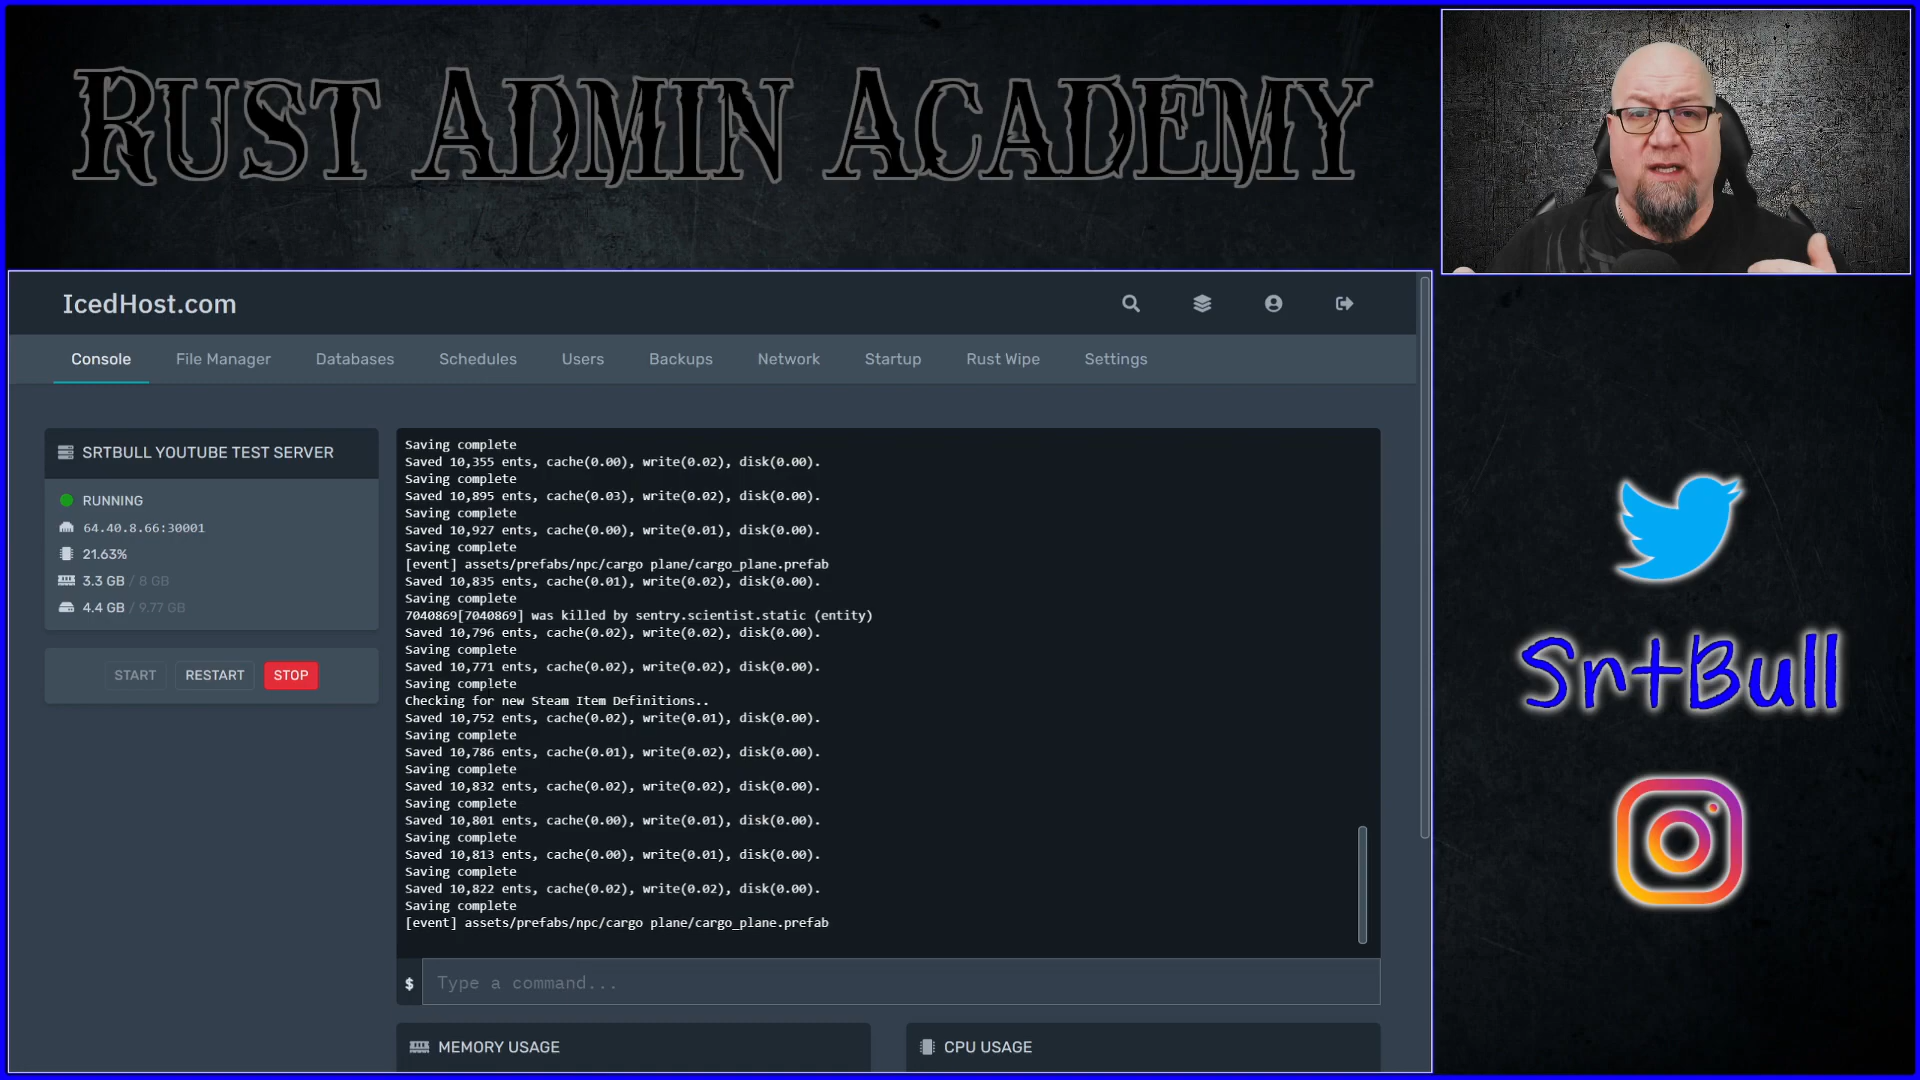 Rust Admin Academy
IcedHost.com
Console File Manager Databases Schedules Users Backups Network Startup Rust Wipe Settings
SRTBULL YOUTUBE TEST SERVER
RUNNING
64.40.8.66:30001
21.63%
3.3 GB / 8 GB
4.4 GB / 9.77 GB
START RESTART STOP
Saving complete
Saved 10,355 ents, cache(0.00), write(0.02), disk(0.00).
Saving complete
Saved 10,895 ents, cache(0.03), write(0.02), disk(0.00).
Saving complete
Saved 10,927 ents, cache(0.00), write(0.01), disk(0.00).
Saving complete
[event] assets/prefabs/npc/cargo plane/cargo_plane.prefab
Saved 10,835 ents, cache(0.01), write(0.02), disk(0.00).
Saving complete
7040869[7040869] was killed by sentry.scientist.static (entity)
Saved 10,796 ents, cache(0.02), write(0.02), disk(0.00).
Saving complete
Saved 10,771 ents, cache(0.02), write(0.02), disk(0.00).
Saving complete
Checking for new Steam Item Definitions..
Saved 10,752 ents, cache(0.02), write(0.01), disk(0.00).
Saving complete
Saved 10,786 ents, cache(0.01), write(0.02), disk(0.00).
Saving complete
Saved 10,832 ents, cache(0.02), write(0.02), disk(0.00).
Saving complete
Saved 10,801 ents, cache(0.00), write(0.01), disk(0.00).
Saving complete
Saved 10,813 ents, cache(0.00), write(0.01), disk(0.00).
Saving complete
Saved 10,822 ents, cache(0.02), write(0.02), disk(0.00).
Saving complete
[event] assets/prefabs/npc/cargo plane/cargo_plane.prefab
$ Type a command...
MEMORY USAGE
CPU USAGE
SrtBull